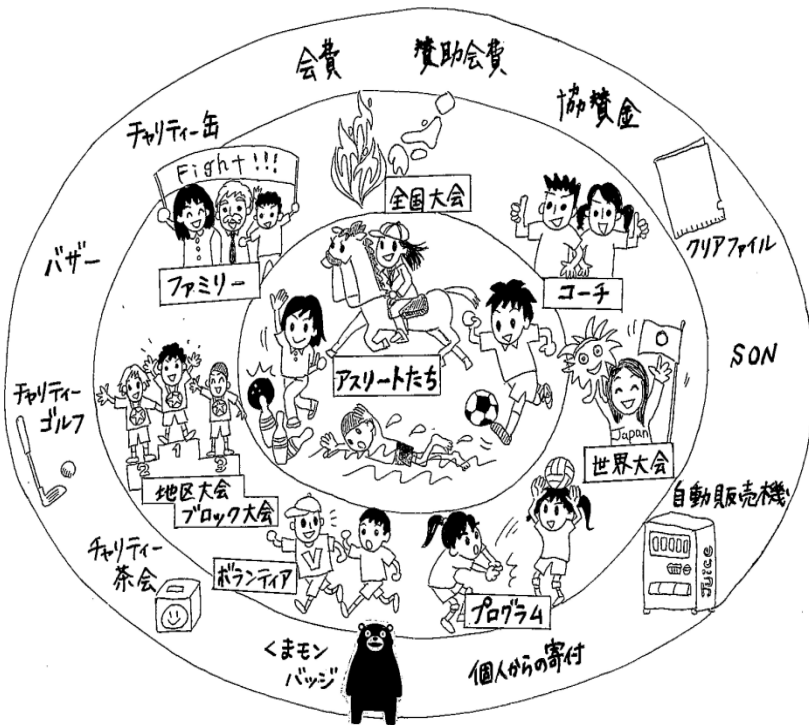 会費
賛助会費
協賛金
クリアファイル
SON
自動販売機
Juice
個人からの寄付
くまモン
バッジ
チャリティー
茶会
チャリティー
ゴルフ
バザー
チャリティー缶
Fight!!!
ファミリー
全国大会
コーチ
Japan
世界大会
プログラム
V
ボランティア
1
2
3
地区大会
ブロック大会
アスリートたち